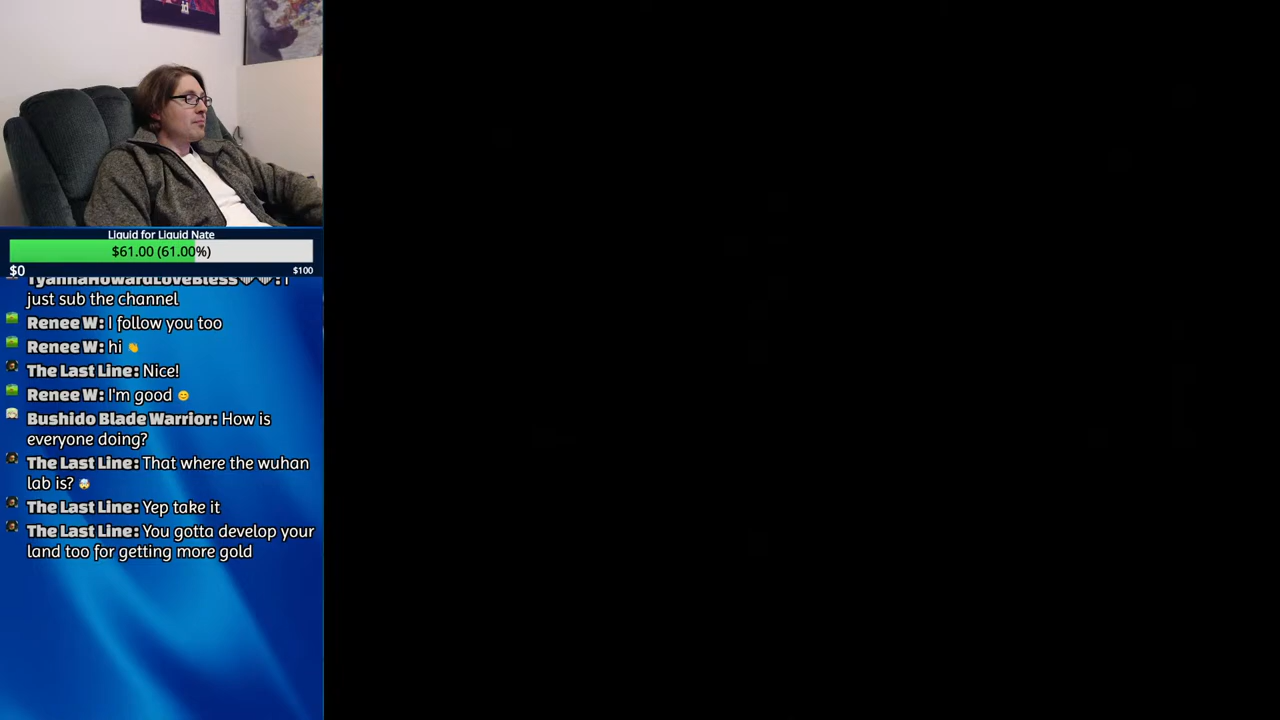 Liquid for Liquid Nate
$61.00 (61.00%)
$0
$100
TyannaHowardLoveBless🖤🖤: I
just sub the channel
Renee W: I follow you too
Renee W: hi 👏
The Last Line: Nice!
Renee W: I'm good 😊
Bushido Blade Warrior: How is
everyone doing?
The Last Line: That where the wuhan
lab is? 🤯
The Last Line: Yep take it
The Last Line: You gotta develop your
land too for getting more gold